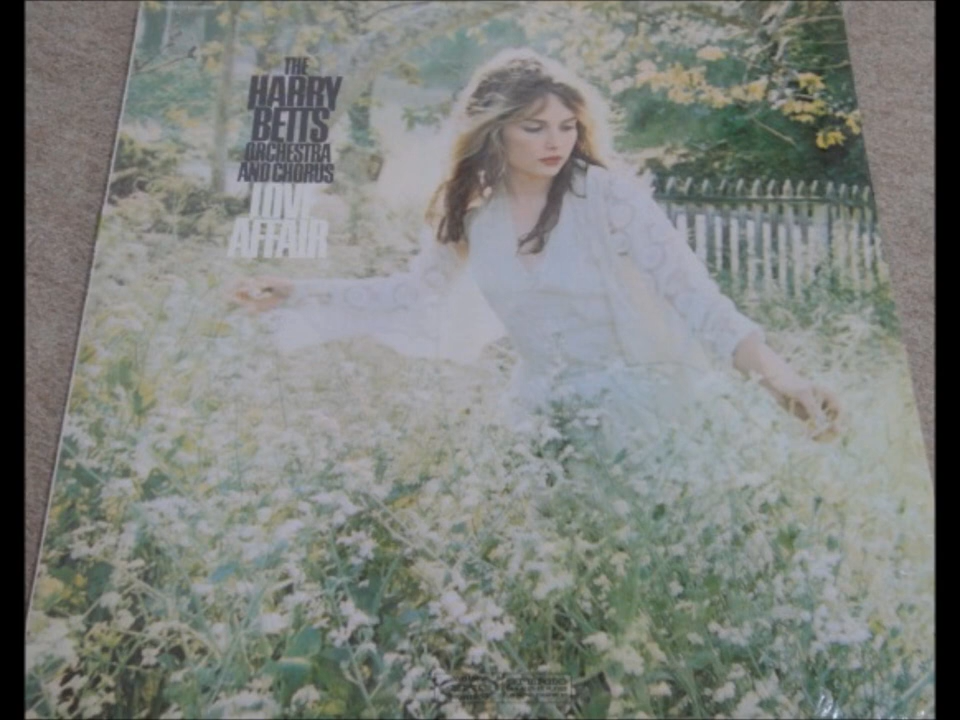 THE
HARRY
BETTS
ORCHESTRA
AND CHORUS
LOVE
AFFAIR